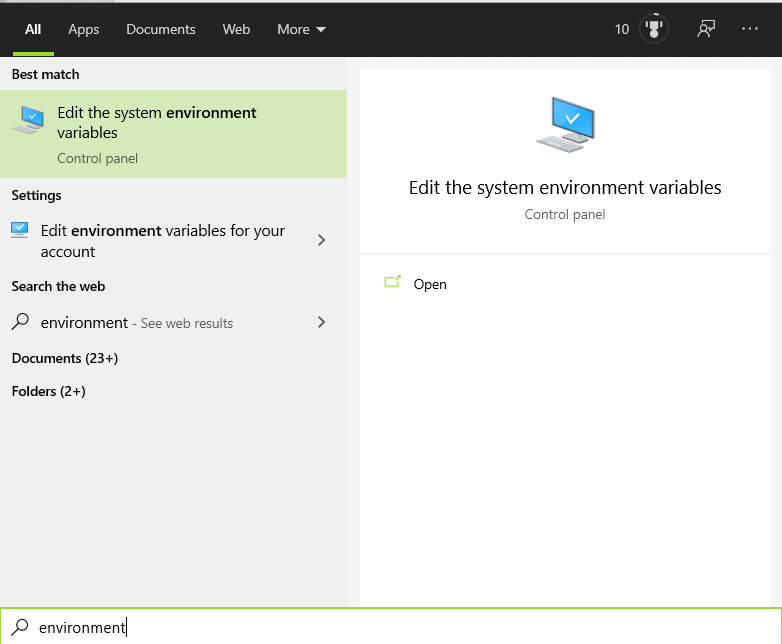 All Apps Documents Web More 10 ...
Best match
Edit the system environment
variables
Control panel
Settings
Edit environment variables for your
account
Search the web
environment - See web results
Documents (23+)
Folders (2+)
Edit the system environment variables
Control panel
Open
environment